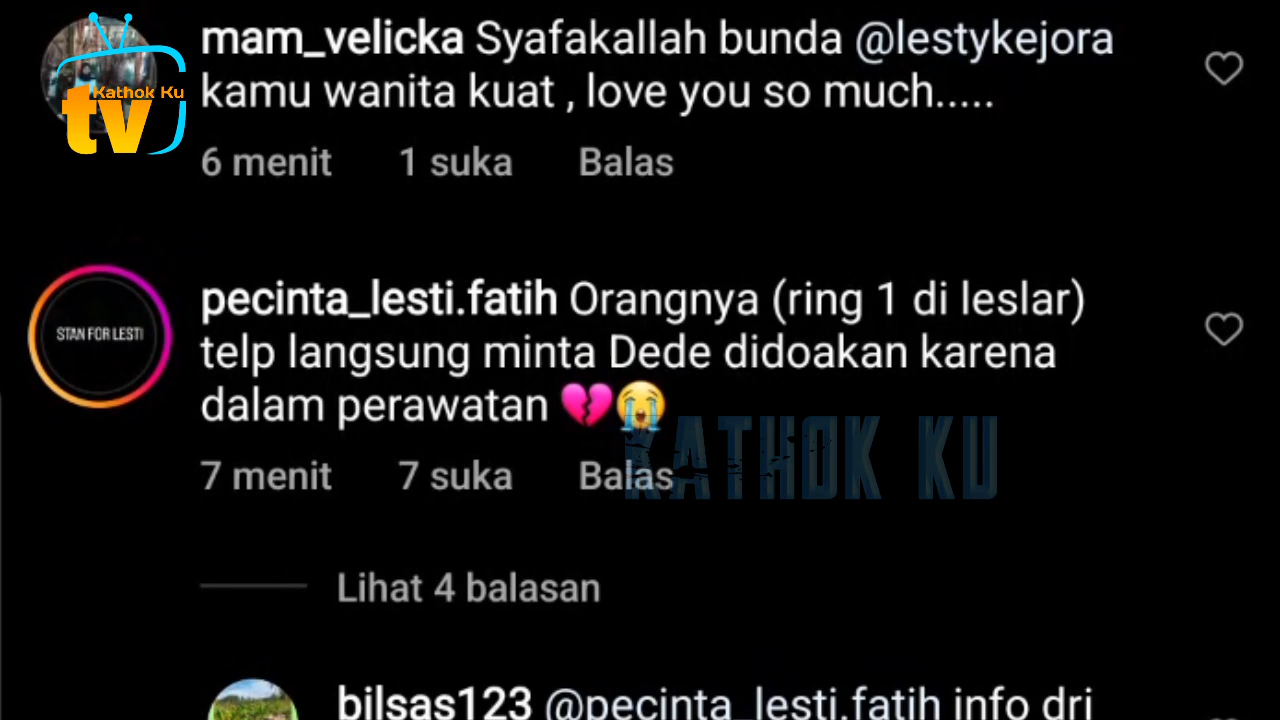 mam_velicka Syafakallah bunda @lestykejora
kamu wanita kuat , love you so much.....
Kathok Ku
tv
6 menit 1 suka Balas
pecinta_lesti.fatih Orangnya (ring 1 di leslar)
STAN FOR LESTI
telp langsung minta Dede didoakan karena
dalam perawatan 💔😭
KATHOK KU
7 menit 7 suka Balas
Lihat 4 balasan
bilsas123 @pecinta_lesti.fatih info dri